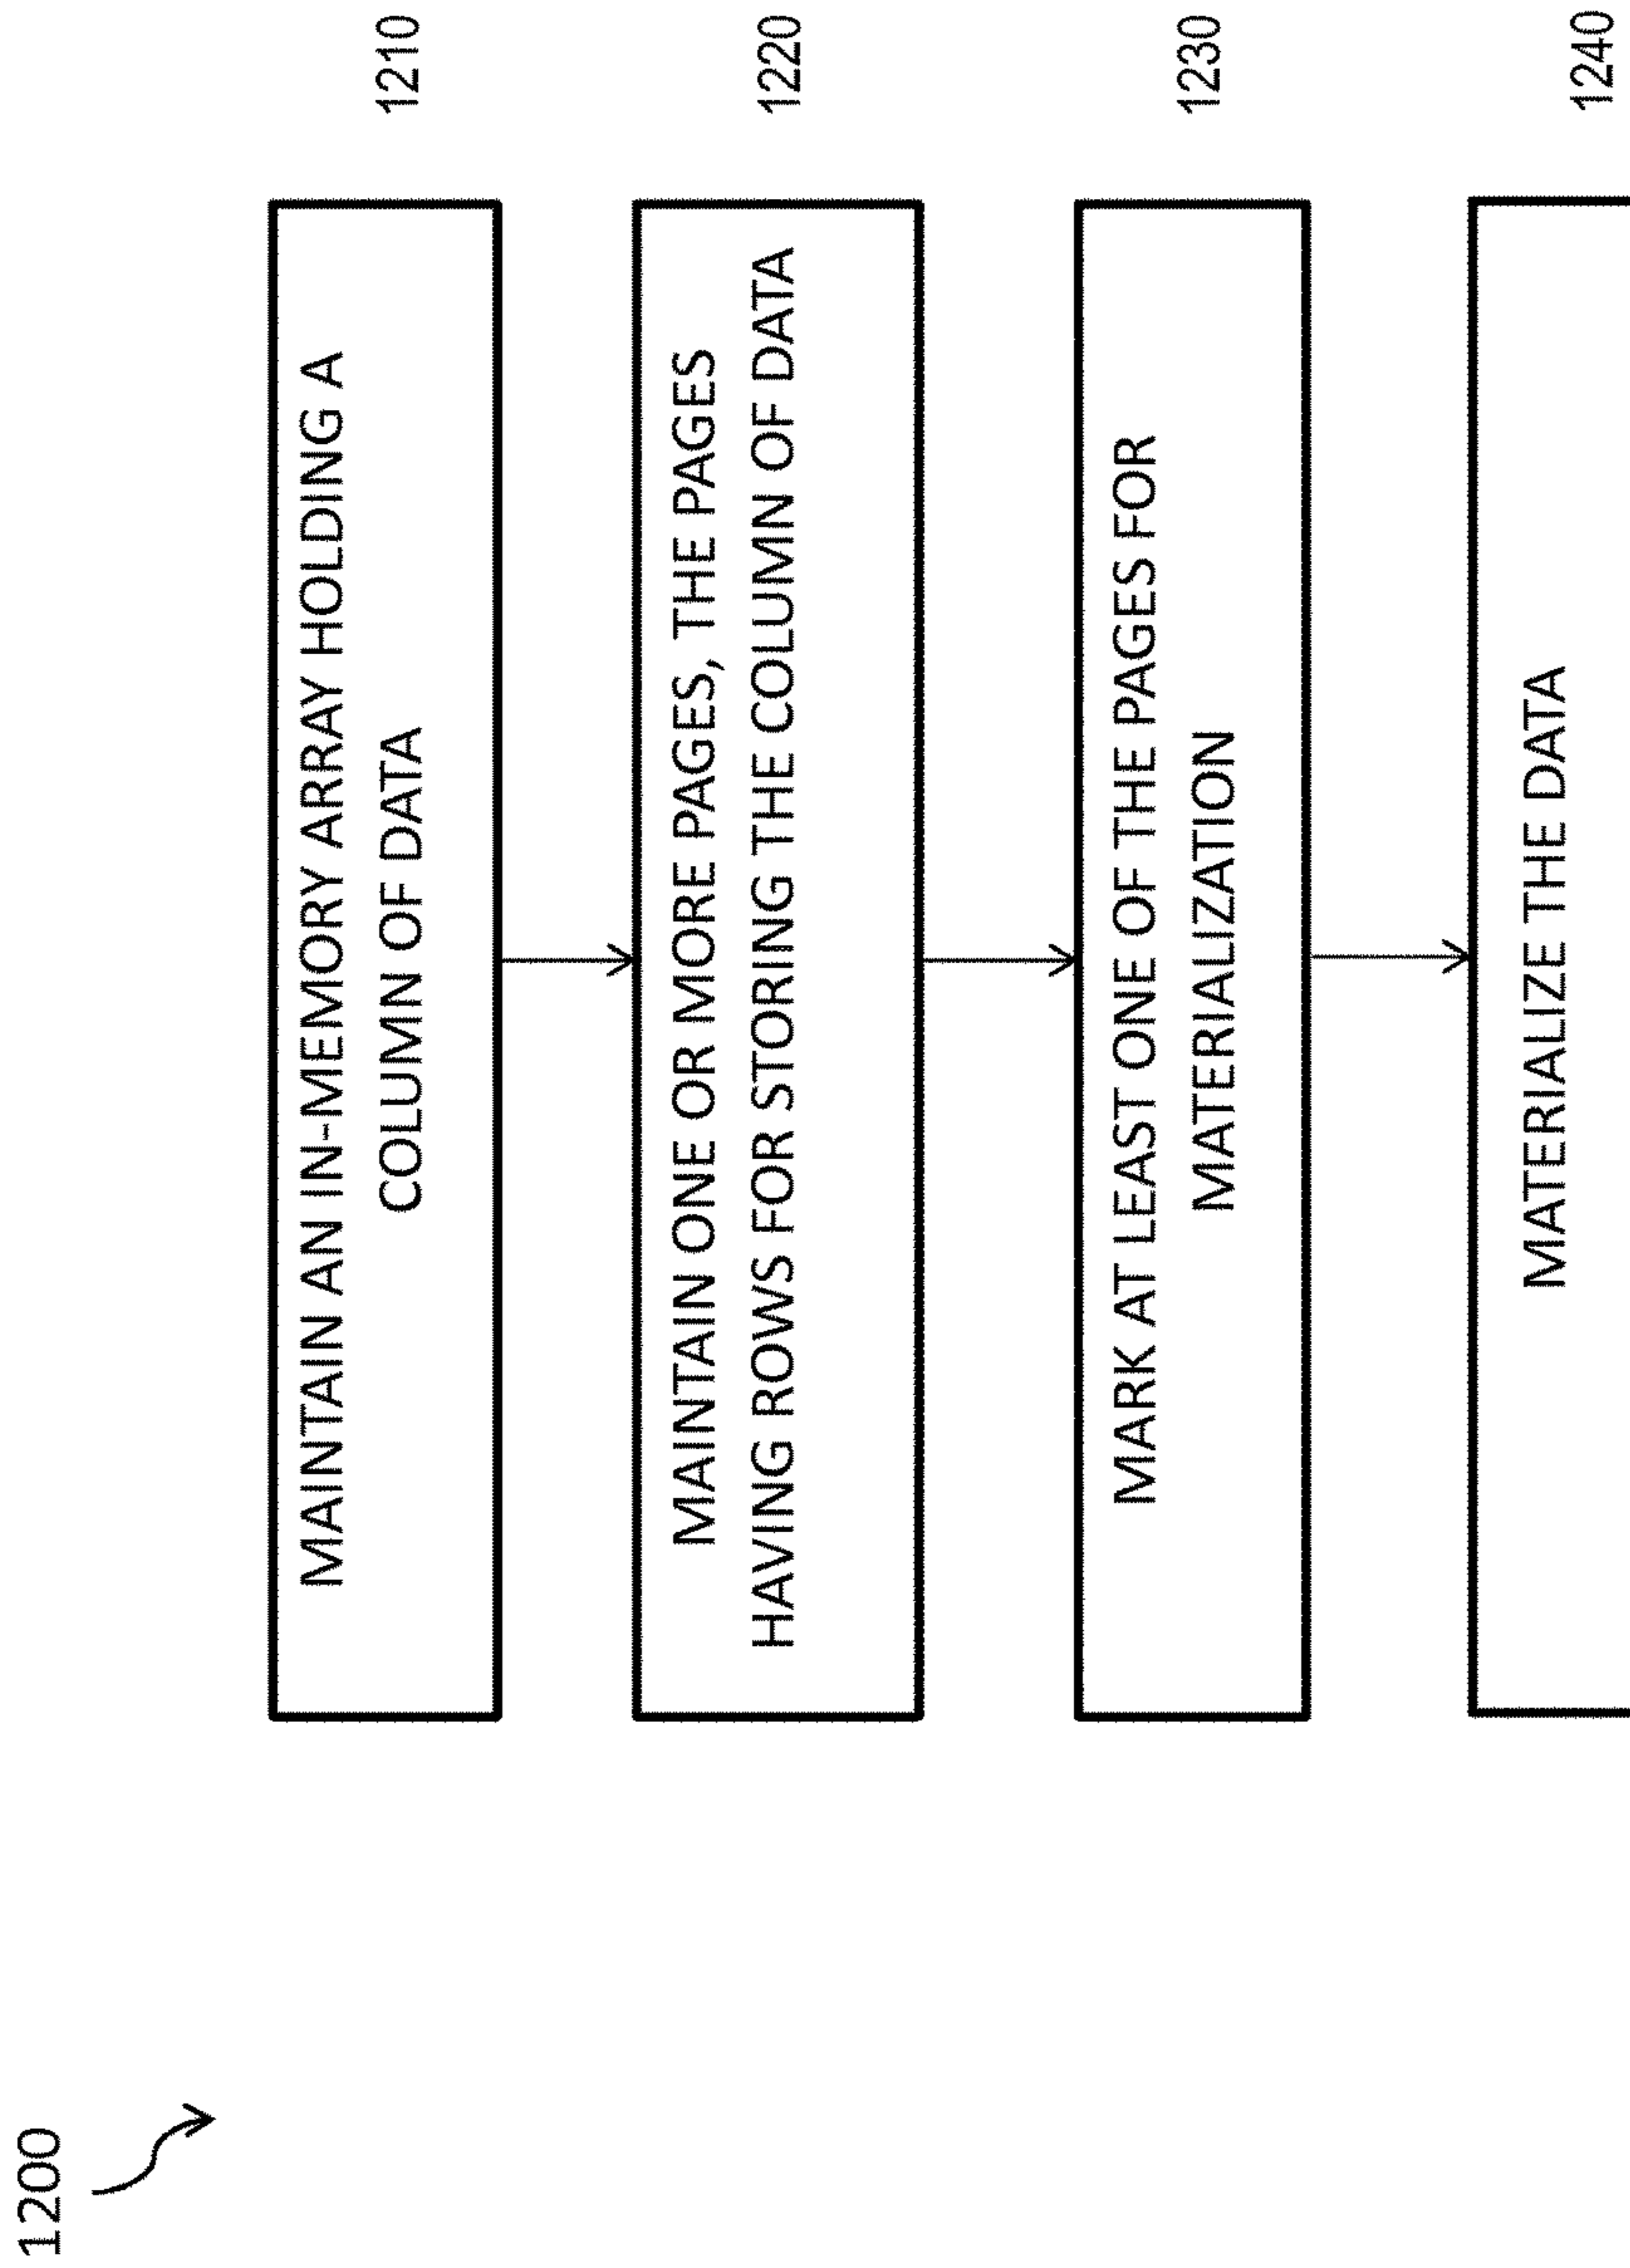 1200
MAINTAIN AN IN-MEMORY ARRAY HOLDING A
COLUMN OF DATA
1210
MAINTAIN ONE OR MORE PAGES, THE PAGES
HAVING ROWS FOR STORING THE COLUMN OF DATA
1220
MARK AT LEAST ONE OF THE PAGES FOR
MATERIALIZATION
1230
MATERIALIZE THE DATA
1240